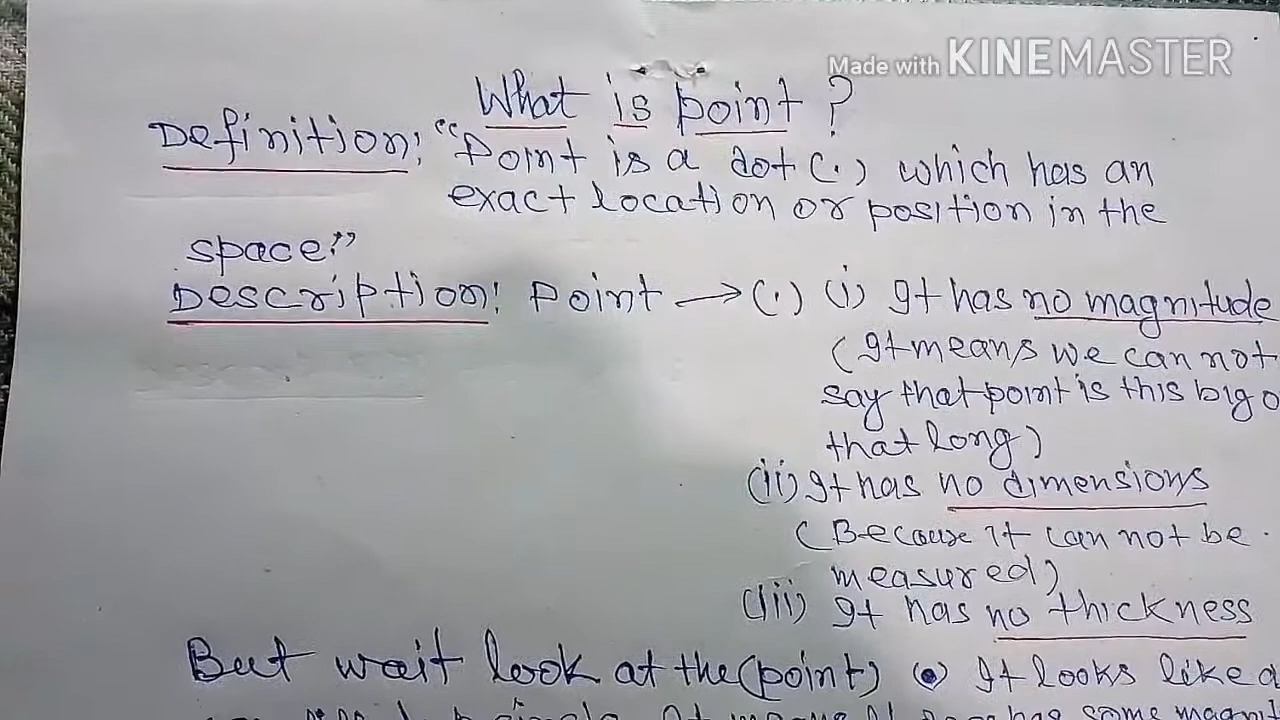 Made with KINEMASTER
What is point ?
Definition: "Point is a dot (.) which has an
exact location or position in the
space."
Description: Point → (.) (i) It has no magnitude
(It means we can not
say that point is this big o
that long)
(ii) It has no dimensions
(Because it can not be
measured)
(iii) It has no thickness
But wait look at the (point) (•) It looks like a